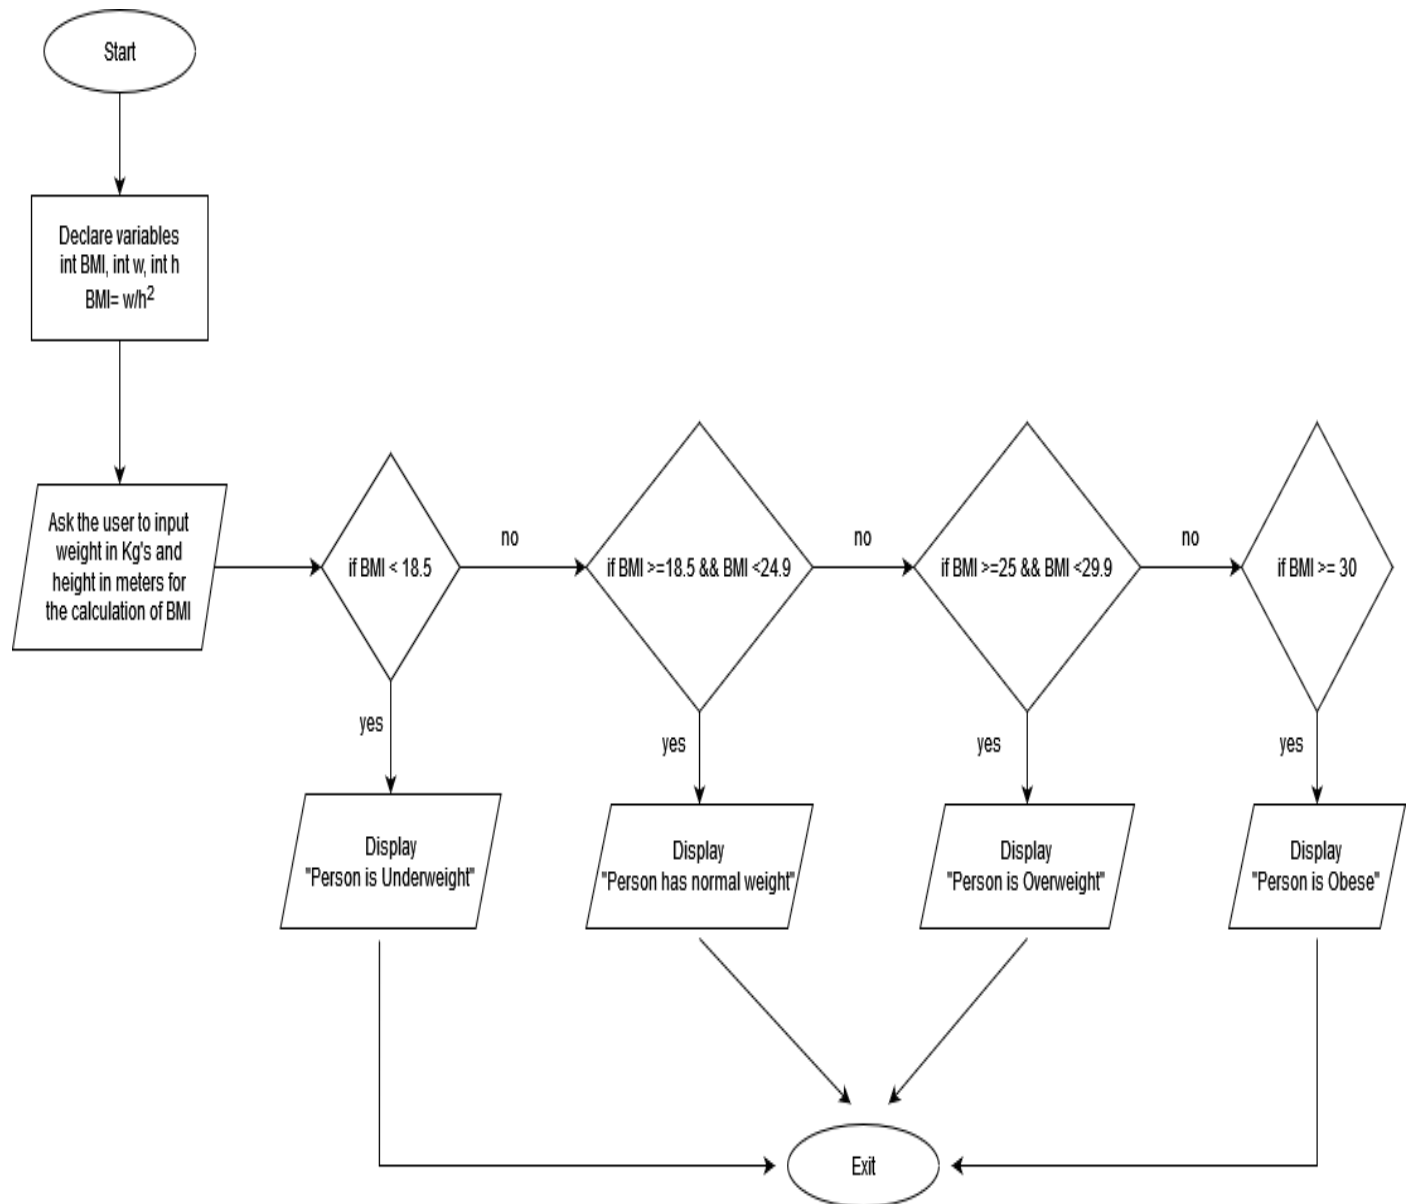 Start
Declare variables
int BMI, int w, int h
BMI= w/h²
Ask the user to input
weight in Kg's and
height in meters for
the calculation of BMI
if BMI < 18.5
no
if BMI >=18.5 && BMI <24.9
no
if BMI >=25 && BMI <29.9
no
if BMI >= 30
yes
yes
yes
yes
Display
"Person is Underweight"
Display
"Person has normal weight"
Display
"Person is Overweight"
Display
"Person is Obese"
Exit